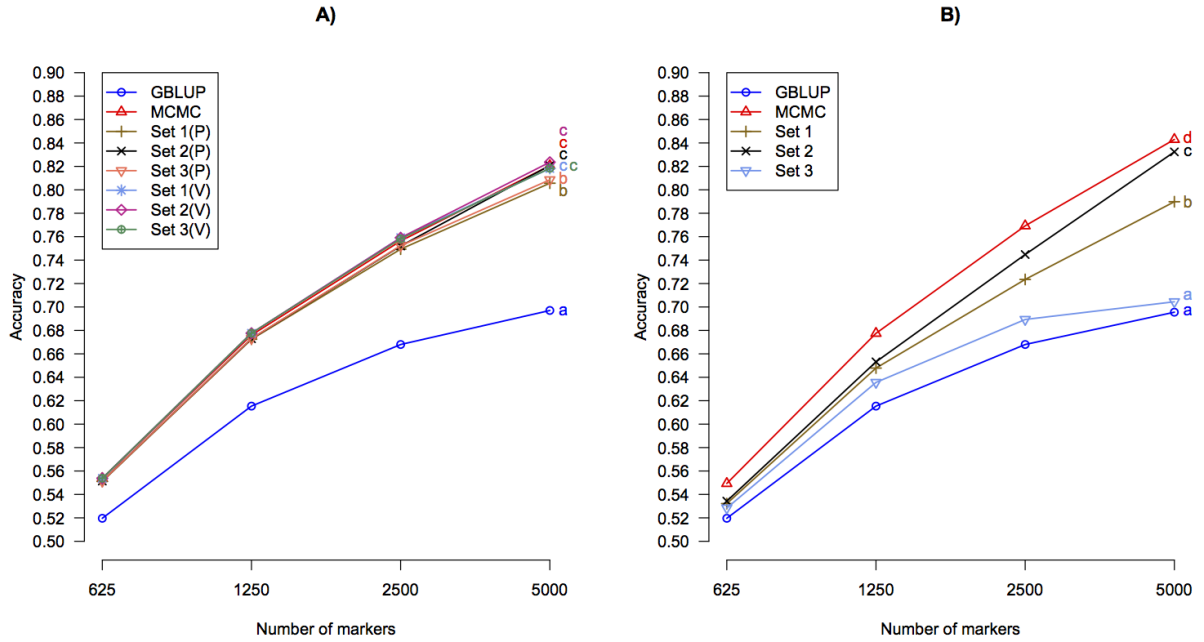 A)
0.90
0.88
0.86
0.84
0.82
0.80
0.78
0.76
0.74
0.72
0.70
0.68
0.66
0.64
0.62
0.60
0.58
0.56
0.54
0.52
0.50
Accuracy
GBLUP
MCMC
Set 1(P)
Set 2(P)
Set 3(P)
Set 1(V)
Set 2(V)
Set 3(V)
c
c
c
c c
b
b
a
625 1250 2500 5000
Number of markers
B)
0.90
0.88
0.86
0.84
0.82
0.80
0.78
0.76
0.74
0.72
0.70
0.68
0.66
0.64
0.62
0.60
0.58
0.56
0.54
0.52
0.50
Accuracy
GBLUP
MCMC
Set 1
Set 2
Set 3
d
c
b
a
a
625 1250 2500 5000
Number of markers